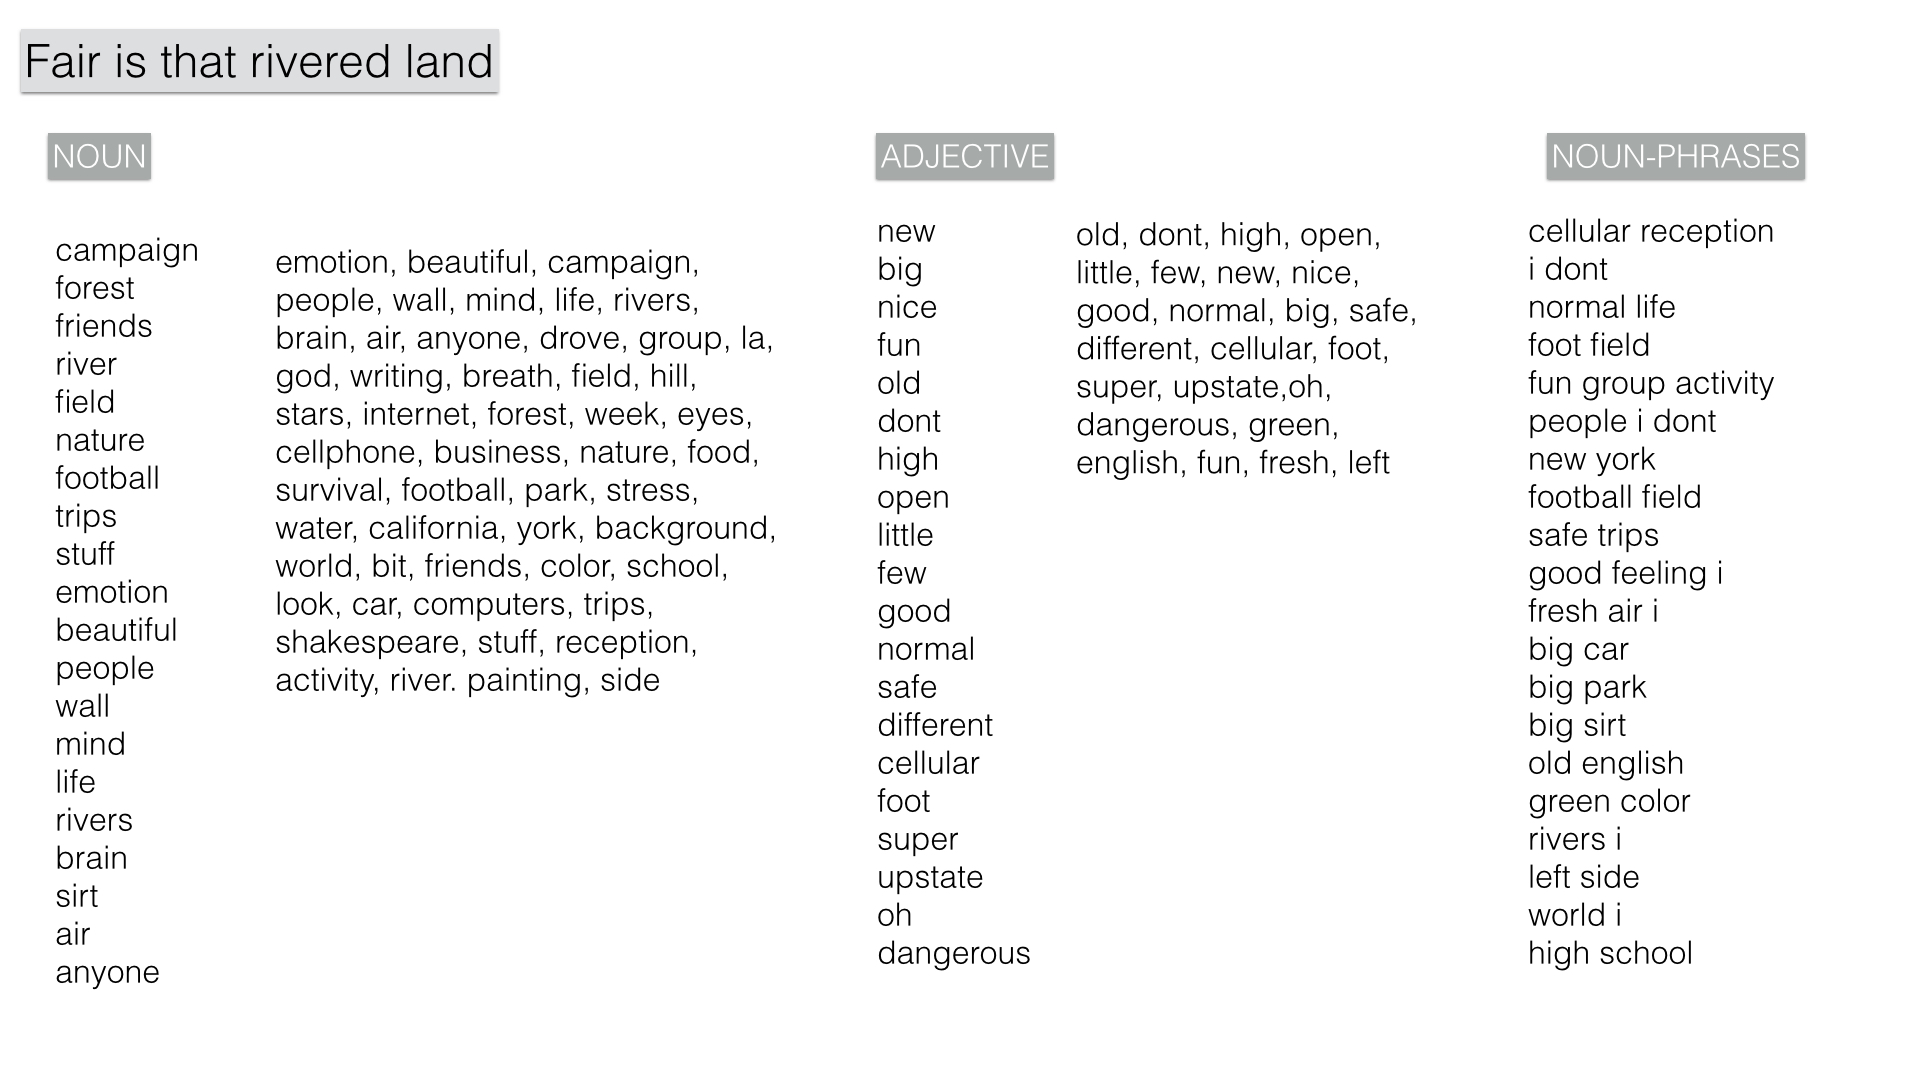 Fair is that rivered land
NOUN
campaign
forest
friends
river
field
nature
football
trips
stuff
emotion
beautiful
people
wall
mind
life
rivers
brain
sirt
air
anyone
emotion, beautiful, campaign,
people, wall, mind, life, rivers,
brain, air, anyone, drove, group, la,
god, writing, breath, field, hill,
stars, internet, forest, week, eyes,
cellphone, business, nature, food,
survival, football, park, stress,
water, california, york, background,
world, bit, friends, color, school,
look, car, computers, trips,
shakespeare, stuff, reception,
activity, river. painting, side
ADJECTIVE
new
big
nice
fun
old
dont
high
open
little
few
good
normal
safe
different
cellular
foot
super
upstate
oh
dangerous
old, dont, high, open,
little, few, new, nice,
good, normal, big, safe,
different, cellular, foot,
super, upstate,oh,
dangerous, green,
english, fun, fresh, left
NOUN-PHRASES
cellular reception
i dont
normal life
foot field
fun group activity
people i dont
new york
football field
safe trips
good feeling i
fresh air i
big car
big park
big sirt
old english
green color
rivers i
left side
world i
high school